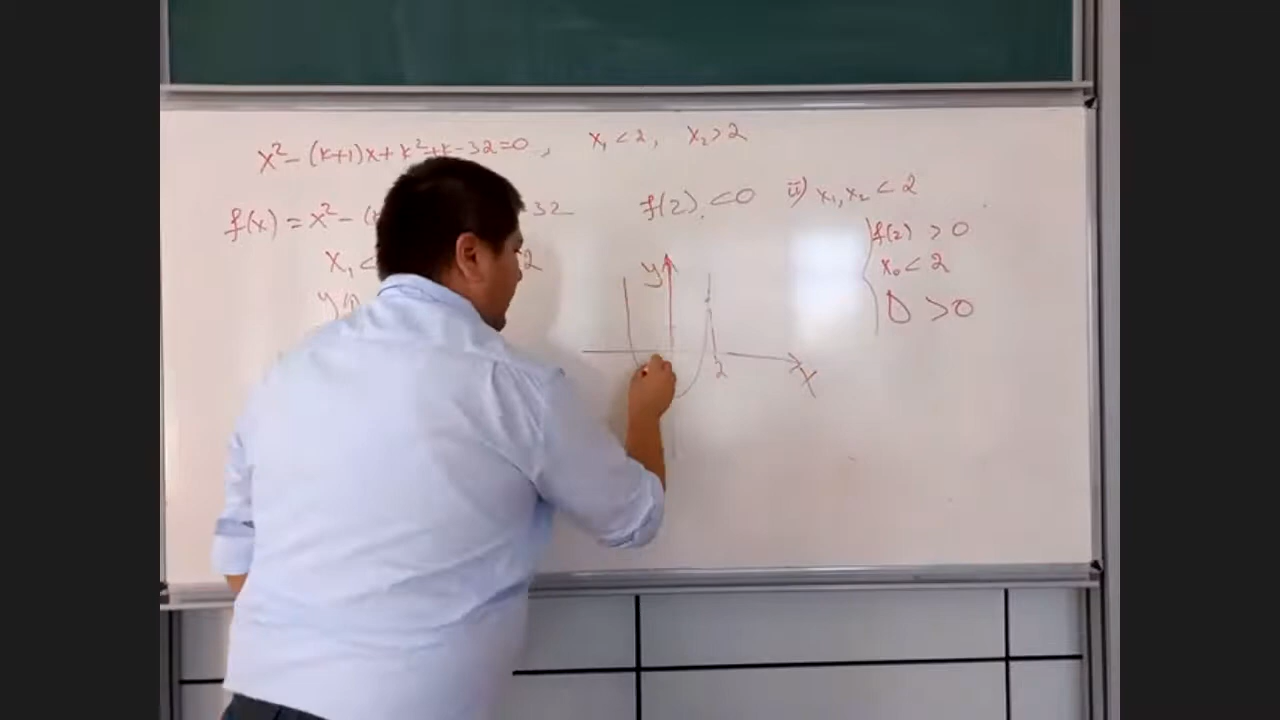 x² - (k+1)x + k² + k - 32 = 0, x₁ < 2, x₂ > 2
f(x) = x² - ( 32 f(2) < 0 ii) x₁, x₂ < 2
f(2) > 0
x₁ < 2
x₀ < 2
y
D > 0
2
x